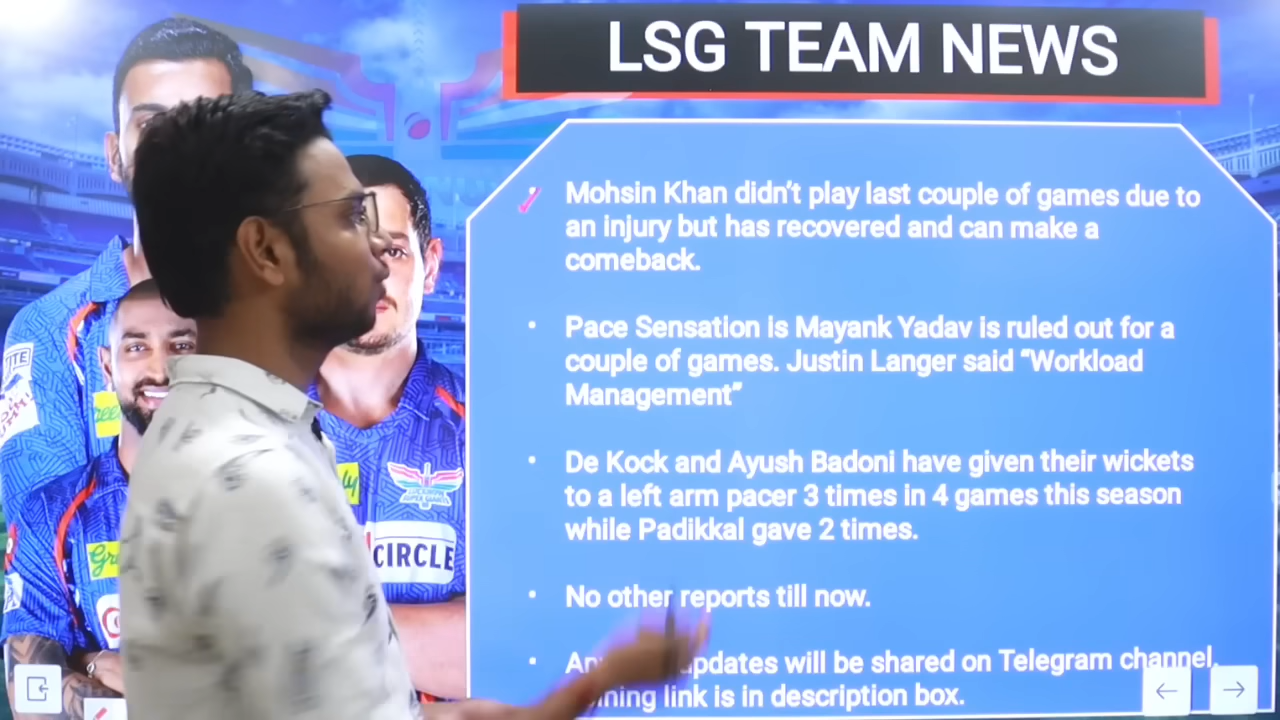 LSG TEAM NEWS
Mohsin Khan didn't play last couple of games due to
an injury but has recovered and can make a
comeback.
Pace Sensation is Mayank Yadav is ruled out for a
couple of games. Justin Langer said "Workload
Management"
De Kock and Ayush Badoni have given their wickets
to a left arm pacer 3 times in 4 games this season
while Padikkal gave 2 times.
No other reports till now.
updates will be shared on Telegram channel.
link is in description box.
CIRCLE